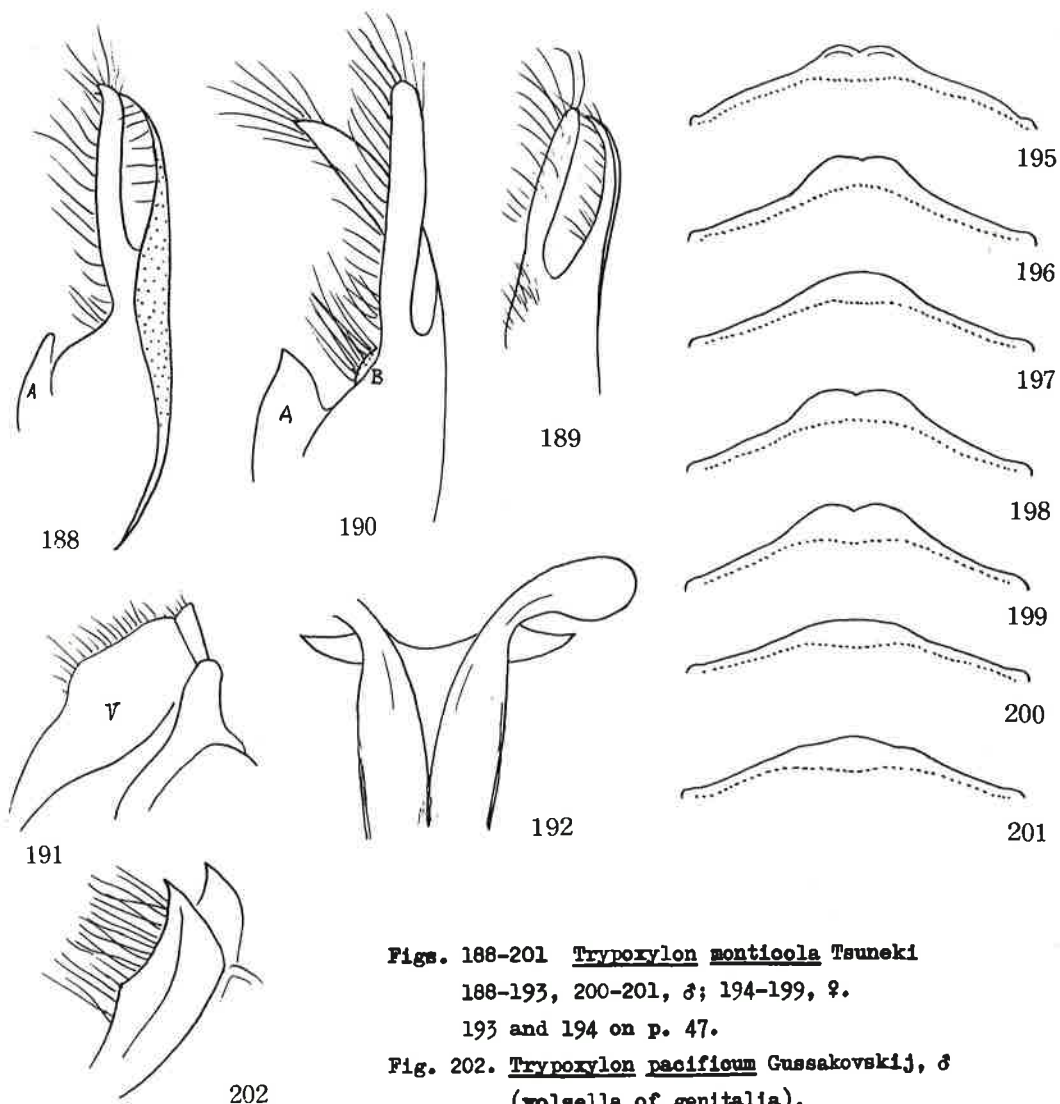 195
196
197
198
199
200
201
A
188
A
B
190
189
V
191
192
202
Figs. 188-201 Trypoxylon monticola Tsuneki
188-193, 200-201, ♂; 194-199, ♀.
193 and 194 on p. 47.
Fig. 202. Trypoxylon pacificum Gussakovskij, ♂
(volsella of genitalia).